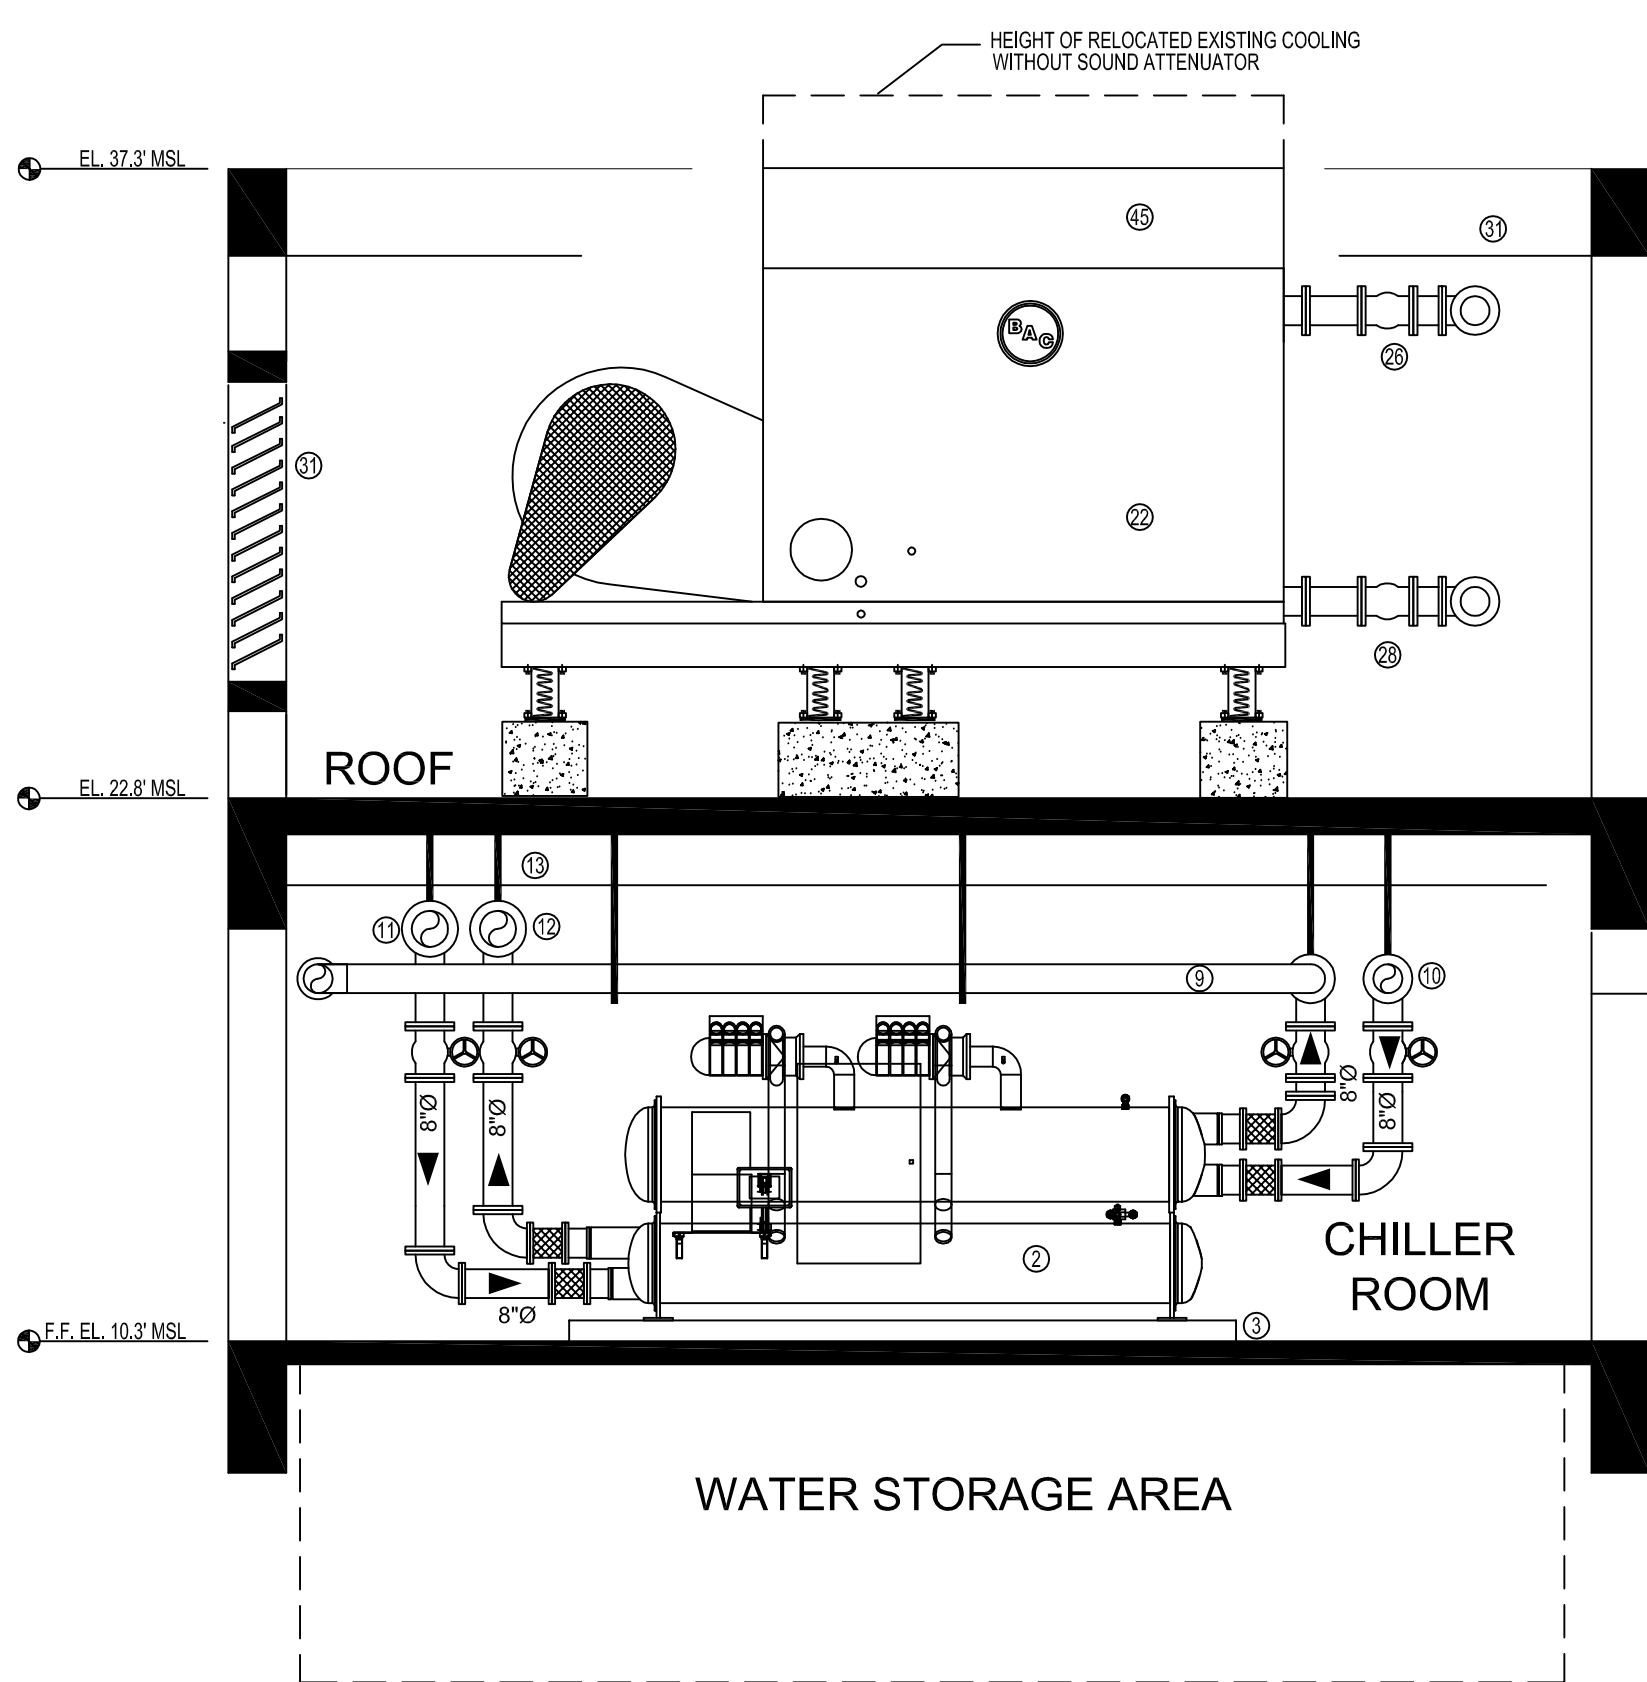 HEIGHT OF RELOCATED EXISTING COOLING
WITHOUT SOUND ATTENUATOR
EL. 37.3' MSL
45
31
BAC
26
31
22
28
ROOF
EL. 22.8' MSL
13
11
12
9
10
8"Ø
8"Ø
8"Ø
8"Ø
CHILLER
ROOM
2
8"Ø
3
F.F. EL. 10.3' MSL
WATER STORAGE AREA